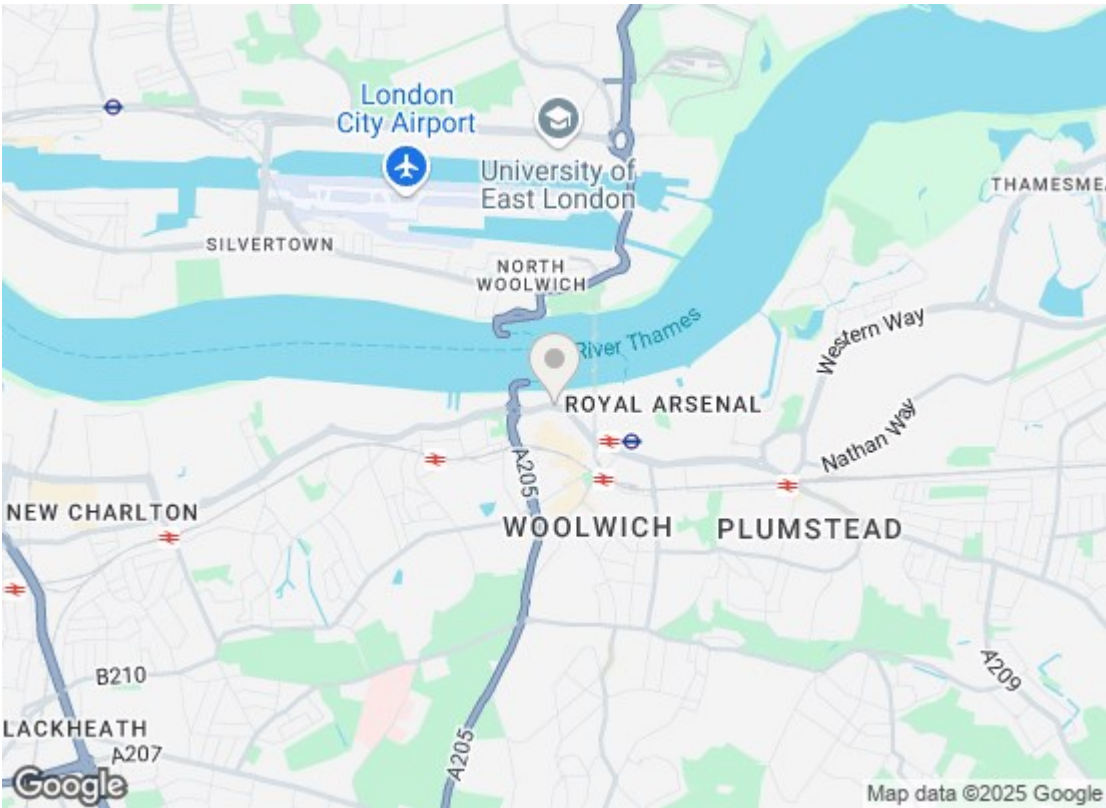 London
City Airport
University of
East London
THAMESMEA
SILVERTOWN
NORTH
WOOLWICH
River Thames
Western Way
ROYAL ARSENAL
Nathan Way
A205
NEW CHARLTON
WOOLWICH
PLUMSTEAD
B210
A209
LACKHEATH
A207
A205
Google
Map data ©2025 Google